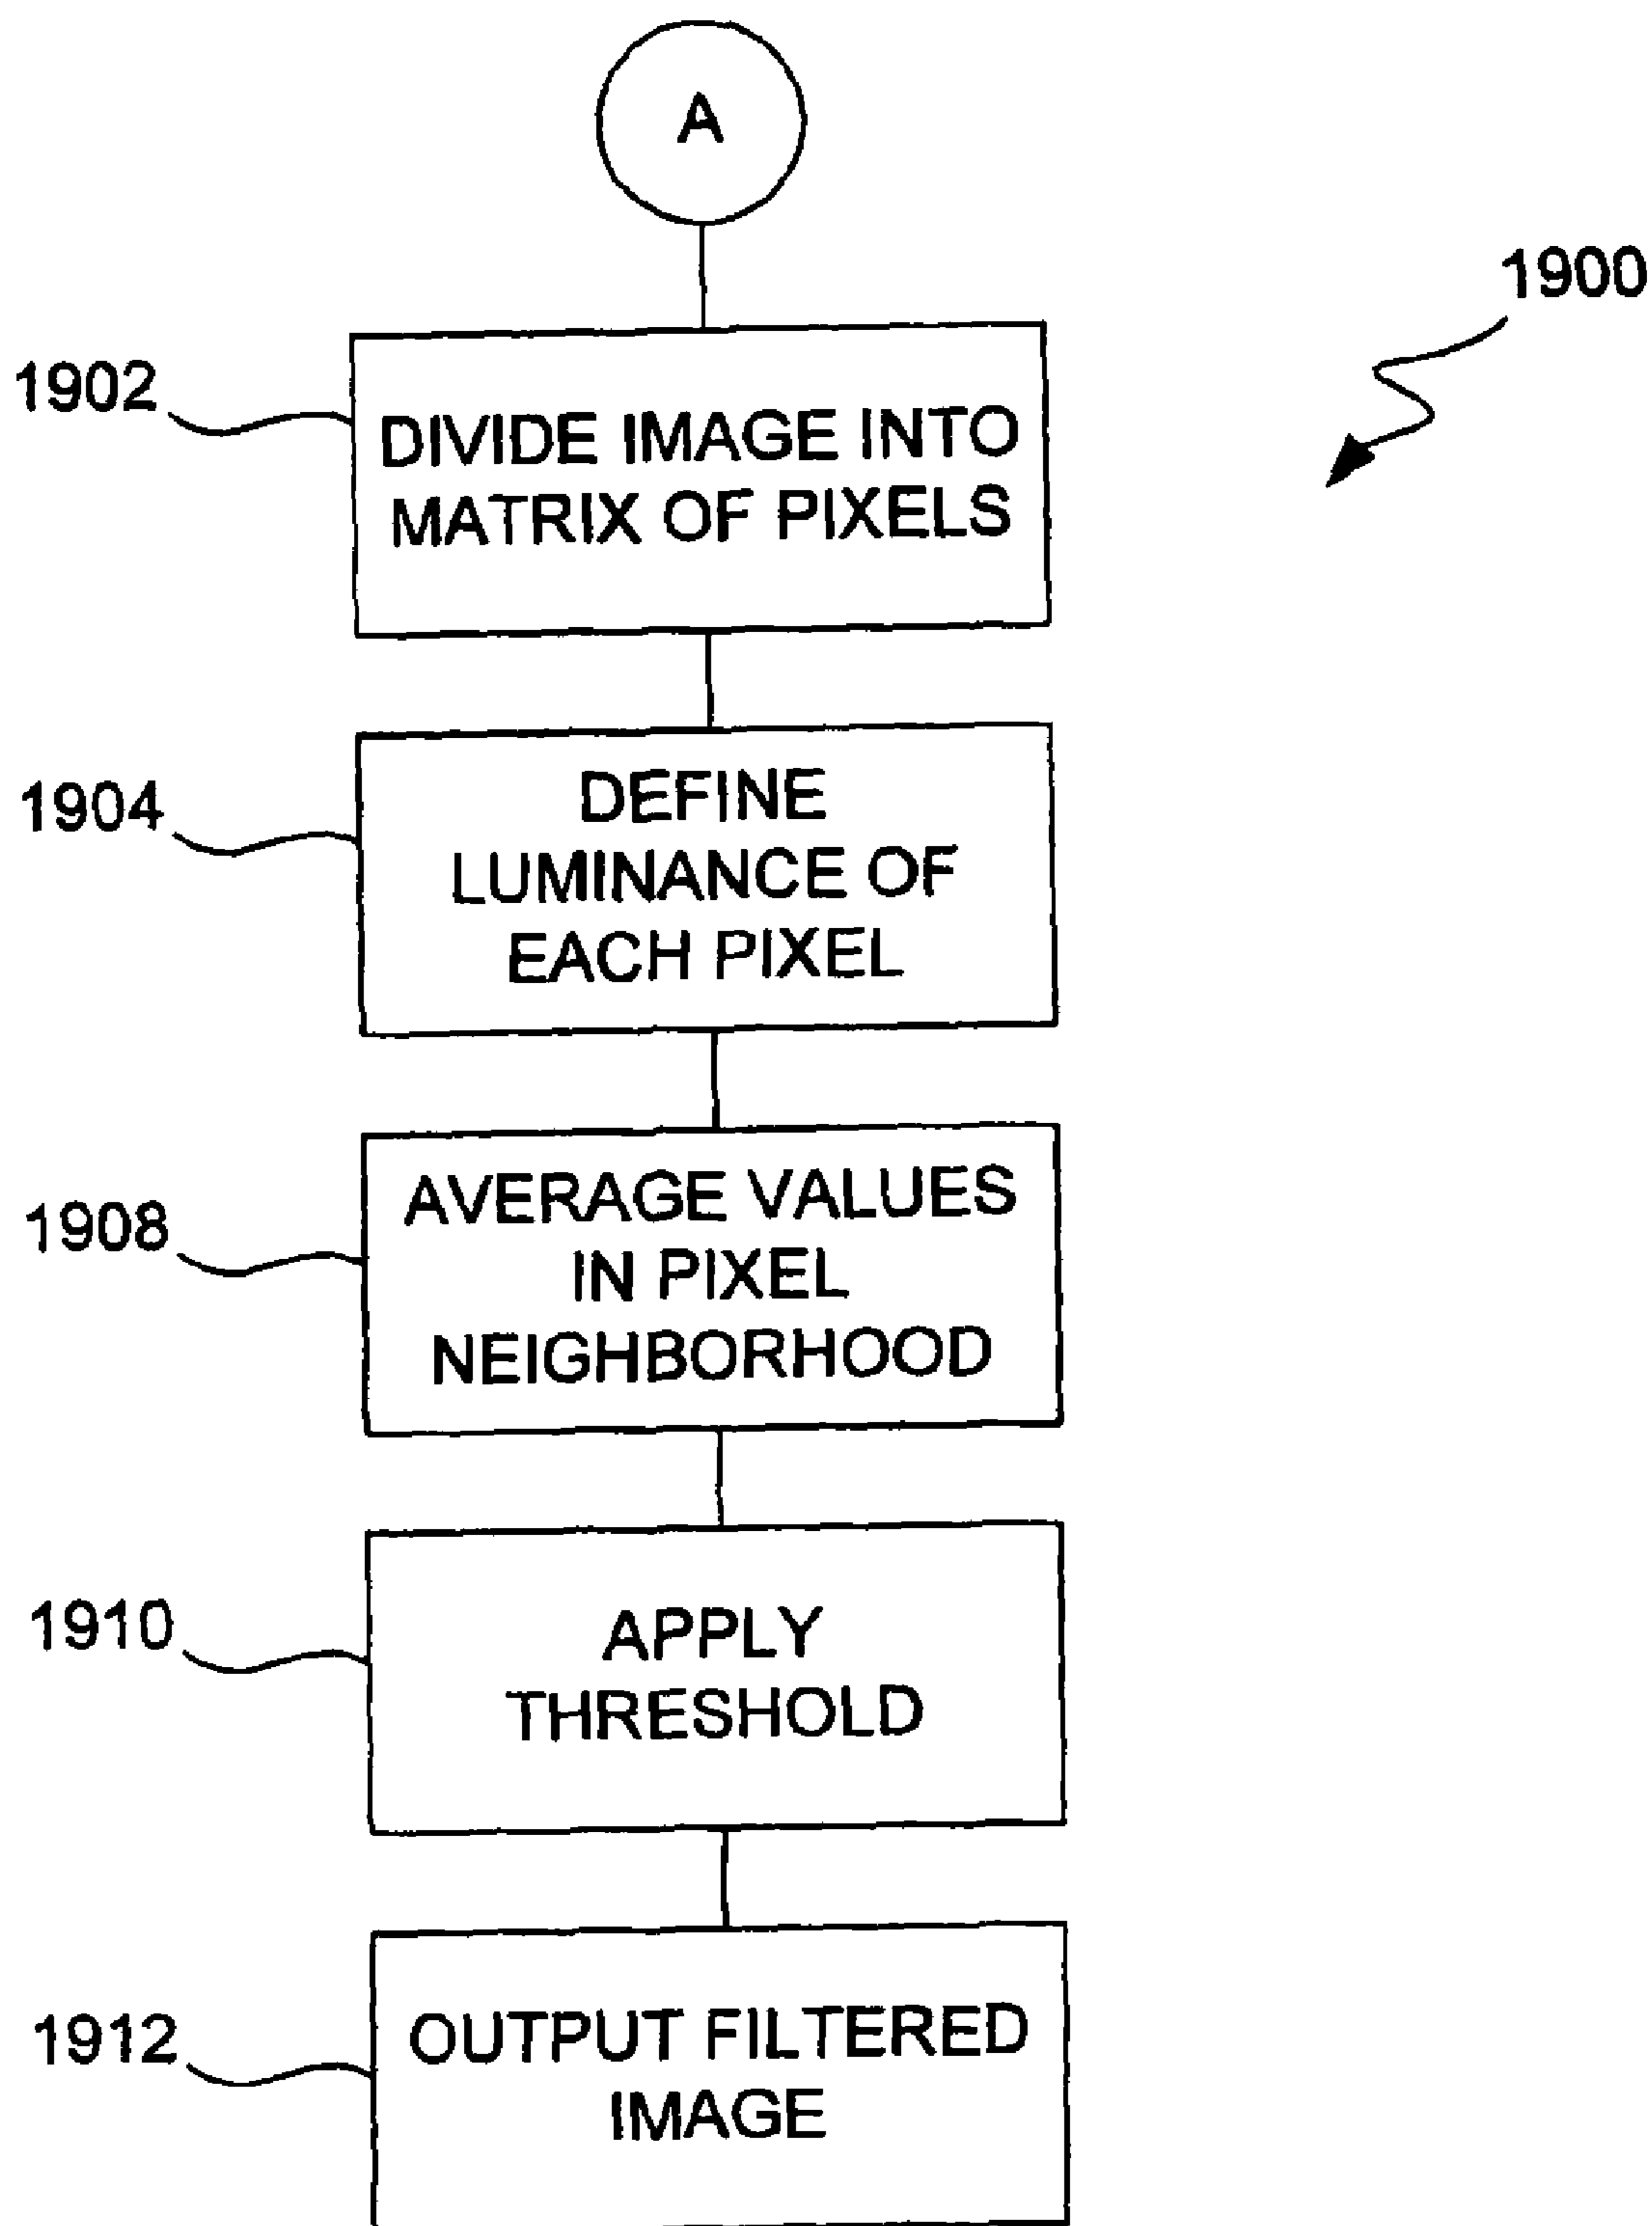 A
1900
1902
DIVIDE IMAGE INTO
MATRIX OF PIXELS
1904
DEFINE
LUMINANCE OF
EACH PIXEL
1908
AVERAGE VALUES
IN PIXEL
NEIGHBORHOOD
1910
APPLY
THRESHOLD
1912
OUTPUT FILTERED
IMAGE